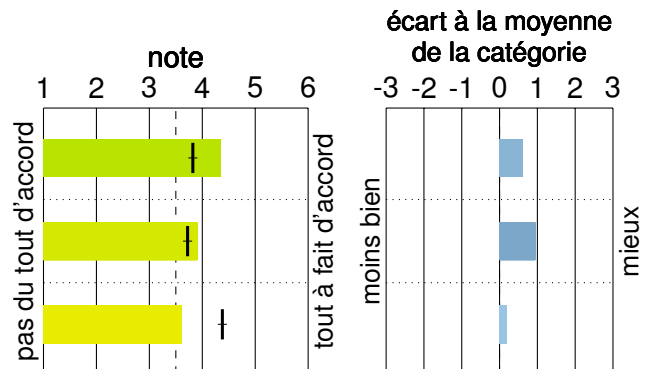 note
1 2 3 4 5 6
pas du tout d'accord
tout à fait d'accord
écart à la moyenne
de la catégorie
-3 -2 -1 0 1 2 3
moins bien
mieux